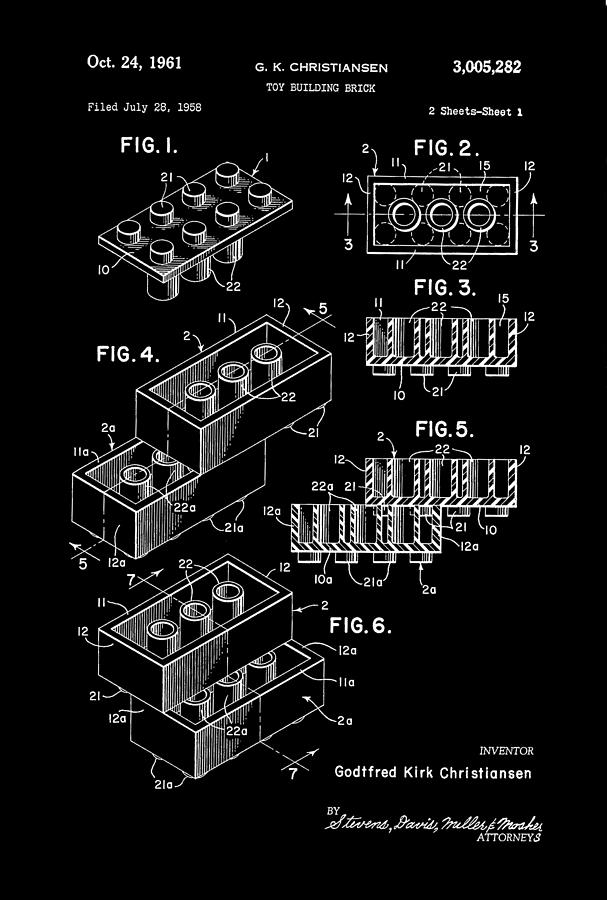 Oct. 24, 1961
G. K. CHRISTIANSEN
3,005,282
TOY BUILDING BRICK
Filed July 28, 1958
2 Sheets-Sheet 1
FIG. 1.
21
1
10
22
FIG. 2.
2
11
21
15
12
12
3
3
11
22
FIG. 3.
11
22
15
12
12
10
21
FIG. 4.
2
11
12
5
22
21
2a
11a
22a
21a
12a
5
FIG. 5.
2
12
22
12
21
22a
12a
21
10
12a
10a
21a
2a
FIG. 6.
7
22
12
11
12
2
12a
11a
21
12a
22a
2a
21a
7
INVENTOR
Godtfred Kirk Christiansen
BY
Stevens, Davis, Miller & Mosher
ATTORNEYS